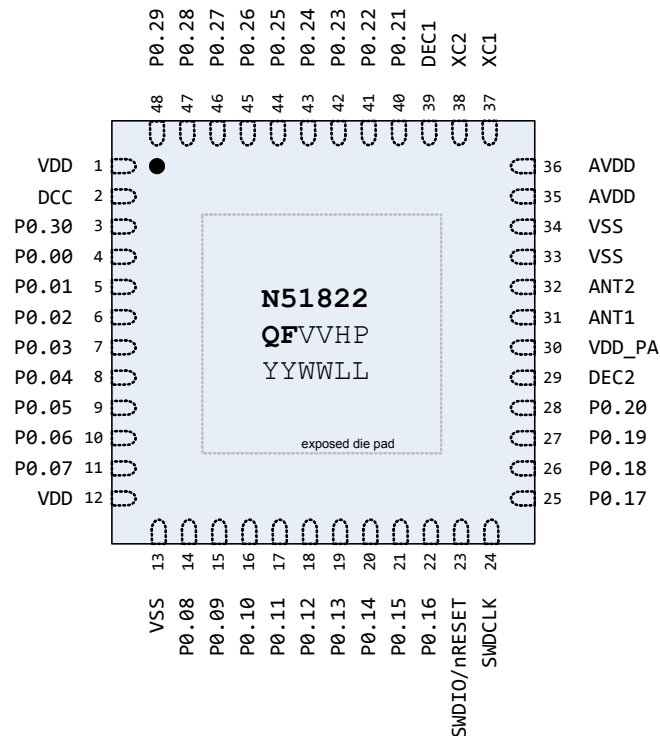 P0.29 P0.28 P0.27 P0.26 P0.25 P0.24 P0.23 P0.22 P0.21 DEC1 XC2 XC1
48 47 46 45 44 43 42 41 40 39 38 37
VDD 1 36 AVDD
DCC 2 35 AVDD
P0.30 3 34 VSS
P0.00 4 33 VSS
P0.01 5 32 ANT2
P0.02 6 31 ANT1
P0.03 7 30 VDD_PA
P0.04 8 29 DEC2
P0.05 9 28 P0.20
P0.06 10 27 P0.19
P0.07 11 26 P0.18
VDD 12 25 P0.17
N51822
QFVVHP
YYWWLL
exposed die pad
13 14 15 16 17 18 19 20 21 22 23 24
VSS P0.08 P0.09 P0.10 P0.11 P0.12 P0.13 P0.14 P0.15 P0.16 SWDIO/nRESET SWDCLK